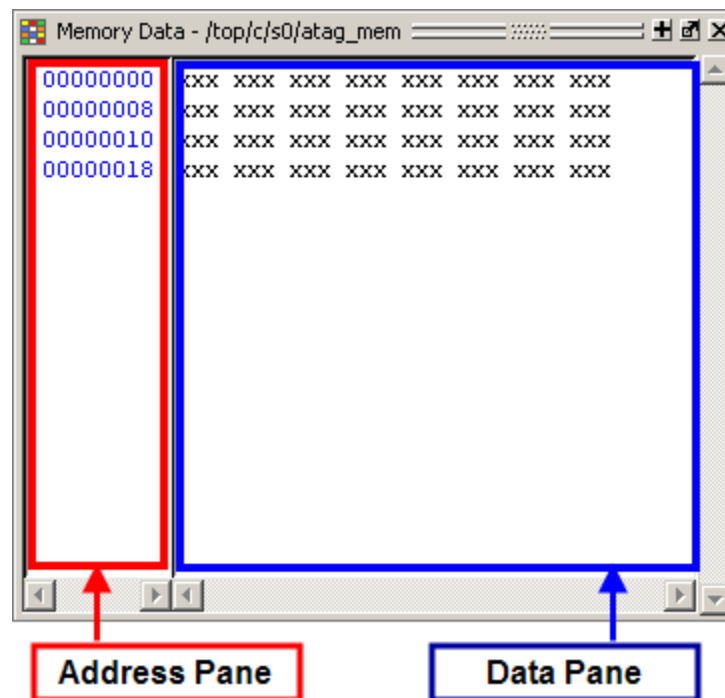 Memory Data - /top/c/s0/atag_mem
00000000 xxx xxx xxx xxx xxx xxx xxx xxx
00000008 xxx xxx xxx xxx xxx xxx xxx xxx
00000010 xxx xxx xxx xxx xxx xxx xxx xxx
00000018 xxx xxx xxx xxx xxx xxx xxx xxx
Address Pane Data Pane